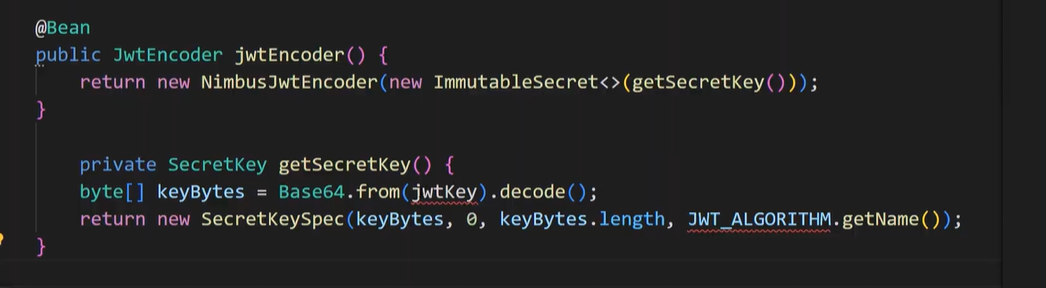 @Bean
public JwtEncoder jwtEncoder() {
    return new NimbusJwtEncoder(new ImmutableSecret<>(getSecretKey()));
}
    private SecretKey getSecretKey() {
    byte[] keyBytes = Base64.from(jwtKey).decode();
    return new SecretKeySpec(keyBytes, 0, keyBytes.length, JWT_ALGORITHM.getName());
}